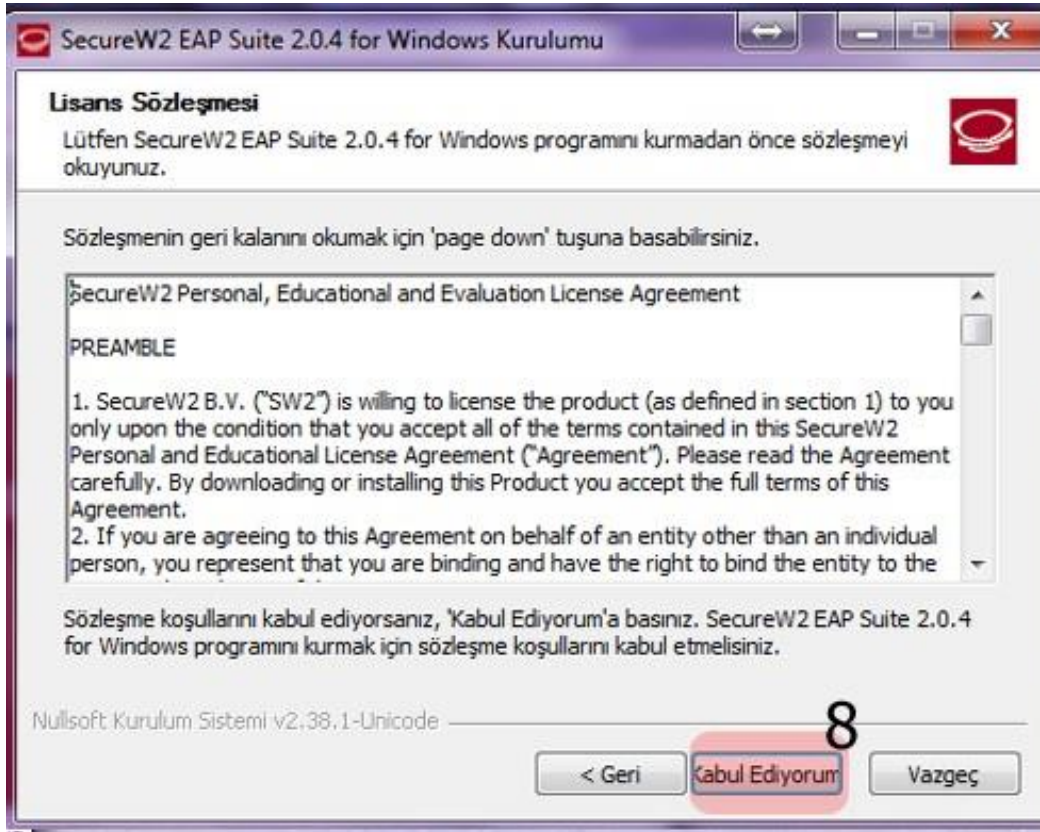 SecureW2 EAP Suite 2.0.4 for Windows Kurulumu
Lisans Sözleşmesi
Lütfen SecureW2 EAP Suite 2.0.4 for Windows programını kurmadan önce sözleşmeyi
okuyunuz.
Sözleşmenin geri kalanını okumak için 'page down' tuşuna basabilirsiniz.
SecureW2 Personal, Educational and Evaluation License Agreement
PREAMBLE
1. SecureW2 B.V. ("SW2") is willing to license the product (as defined in section 1) to you
only upon the condition that you accept all of the terms contained in this SecureW2
Personal and Educational License Agreement ("Agreement"). Please read the Agreement
carefully. By downloading or installing this Product you accept the full terms of this
Agreement.
2. If you are agreeing to this Agreement on behalf of an entity other than an individual
person, you represent that you are binding and have the right to bind the entity to the
Sözleşme koşullarını kabul ediyorsanız, 'Kabul Ediyorum'a basınız. SecureW2 EAP Suite 2.0.4
for Windows programını kurmak için sözleşme koşullarını kabul etmelisiniz.
Nullsoft Kurulum Sistemi v2.38.1-Unicode
8
< Geri
Kabul Ediyorum
Vazgeç